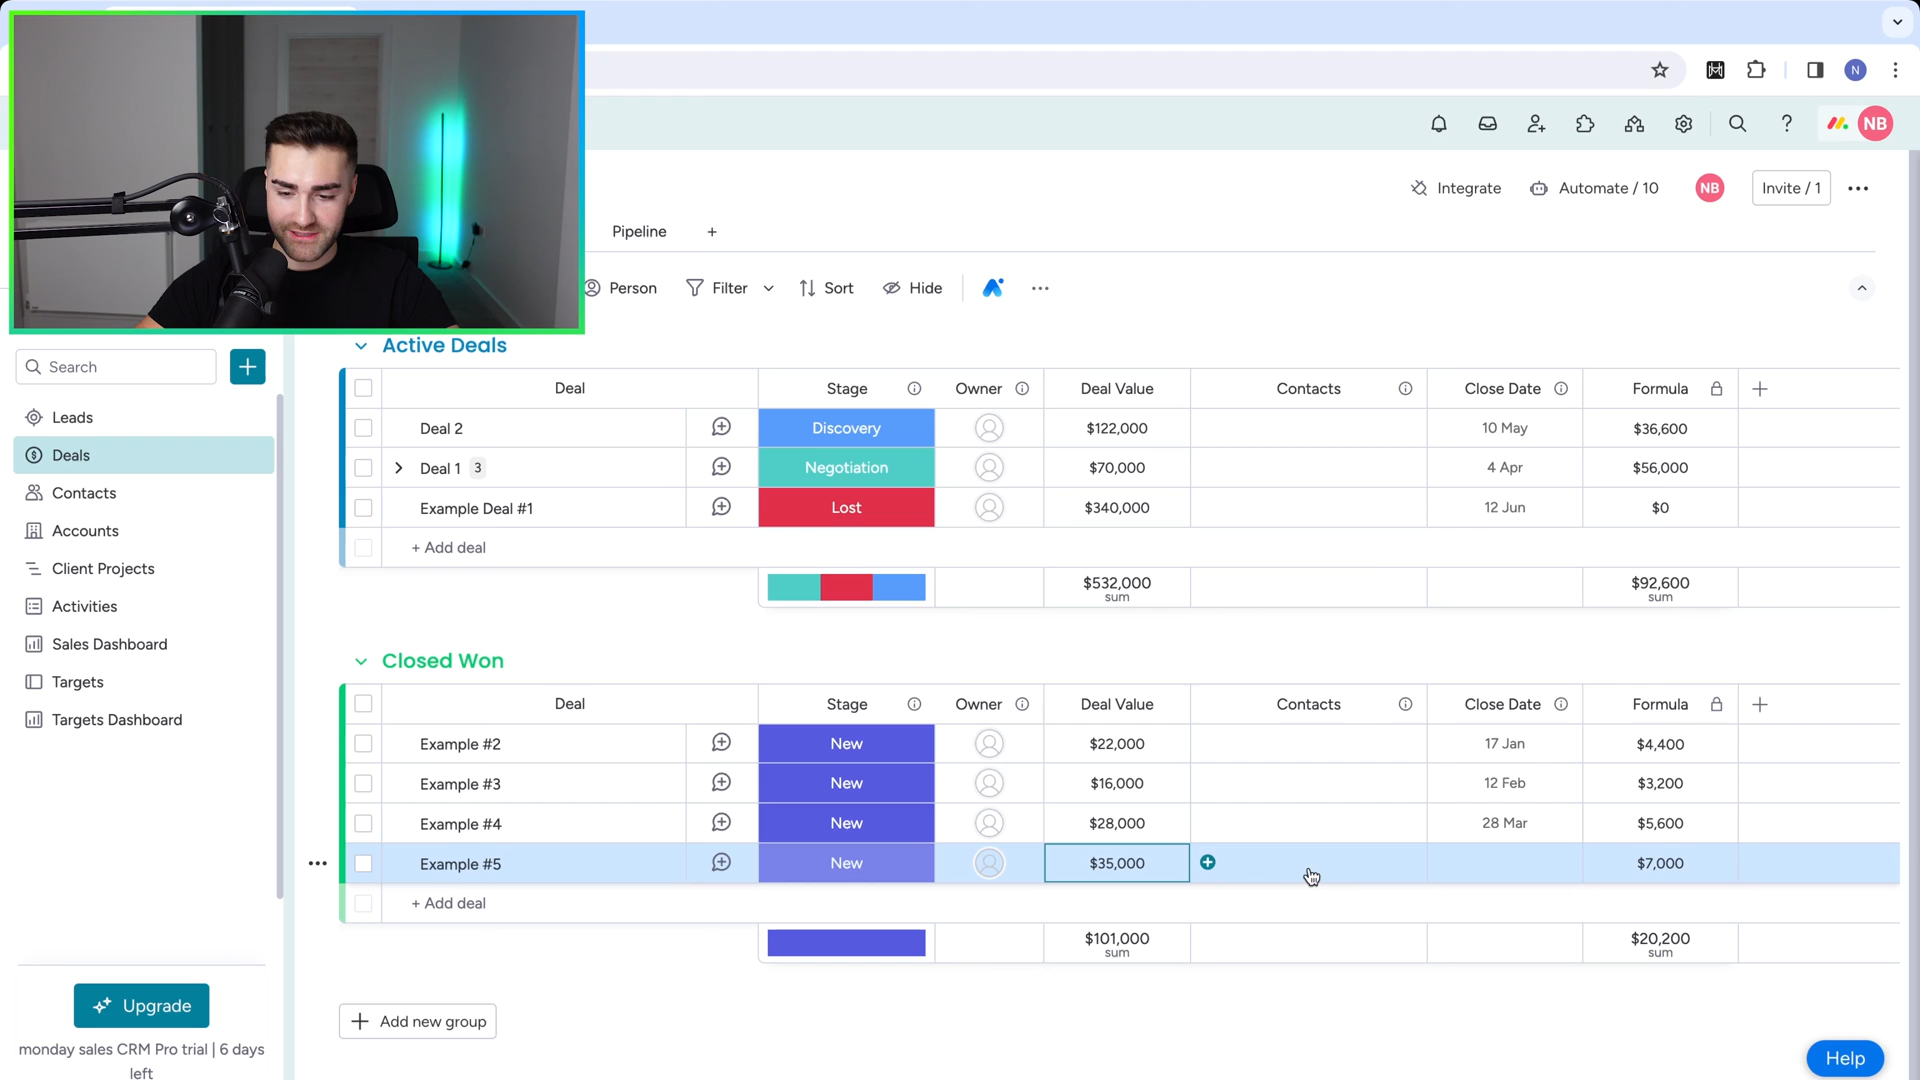 N
NB
Integrate
Automate / 10
NB
Invite / 1
Pipeline
Person
Filter
Sort
Hide
Search
Leads
Deals
Contacts
Accounts
Client Projects
Activities
Sales Dashboard
Targets
Targets Dashboard
Upgrade
monday sales CRM Pro trial | 6 days
left
Active Deals
Deal Stage Owner Deal Value Contacts Close Date Formula
Deal 2 Discovery $122,000 10 May $36,600
Deal 1 3 Negotiation $70,000 4 Apr $56,000
Example Deal #1 Lost $340,000 12 Jun $0
+ Add deal
$532,000 $92,600
sum sum
Closed Won
Deal Stage Owner Deal Value Contacts Close Date Formula
Example #2 New $22,000 17 Jan $4,400
Example #3 New $16,000 12 Feb $3,200
Example #4 New $28,000 28 Mar $5,600
Example #5 New $35,000 $7,000
+ Add deal
$101,000 $20,200
sum sum
Add new group
Help